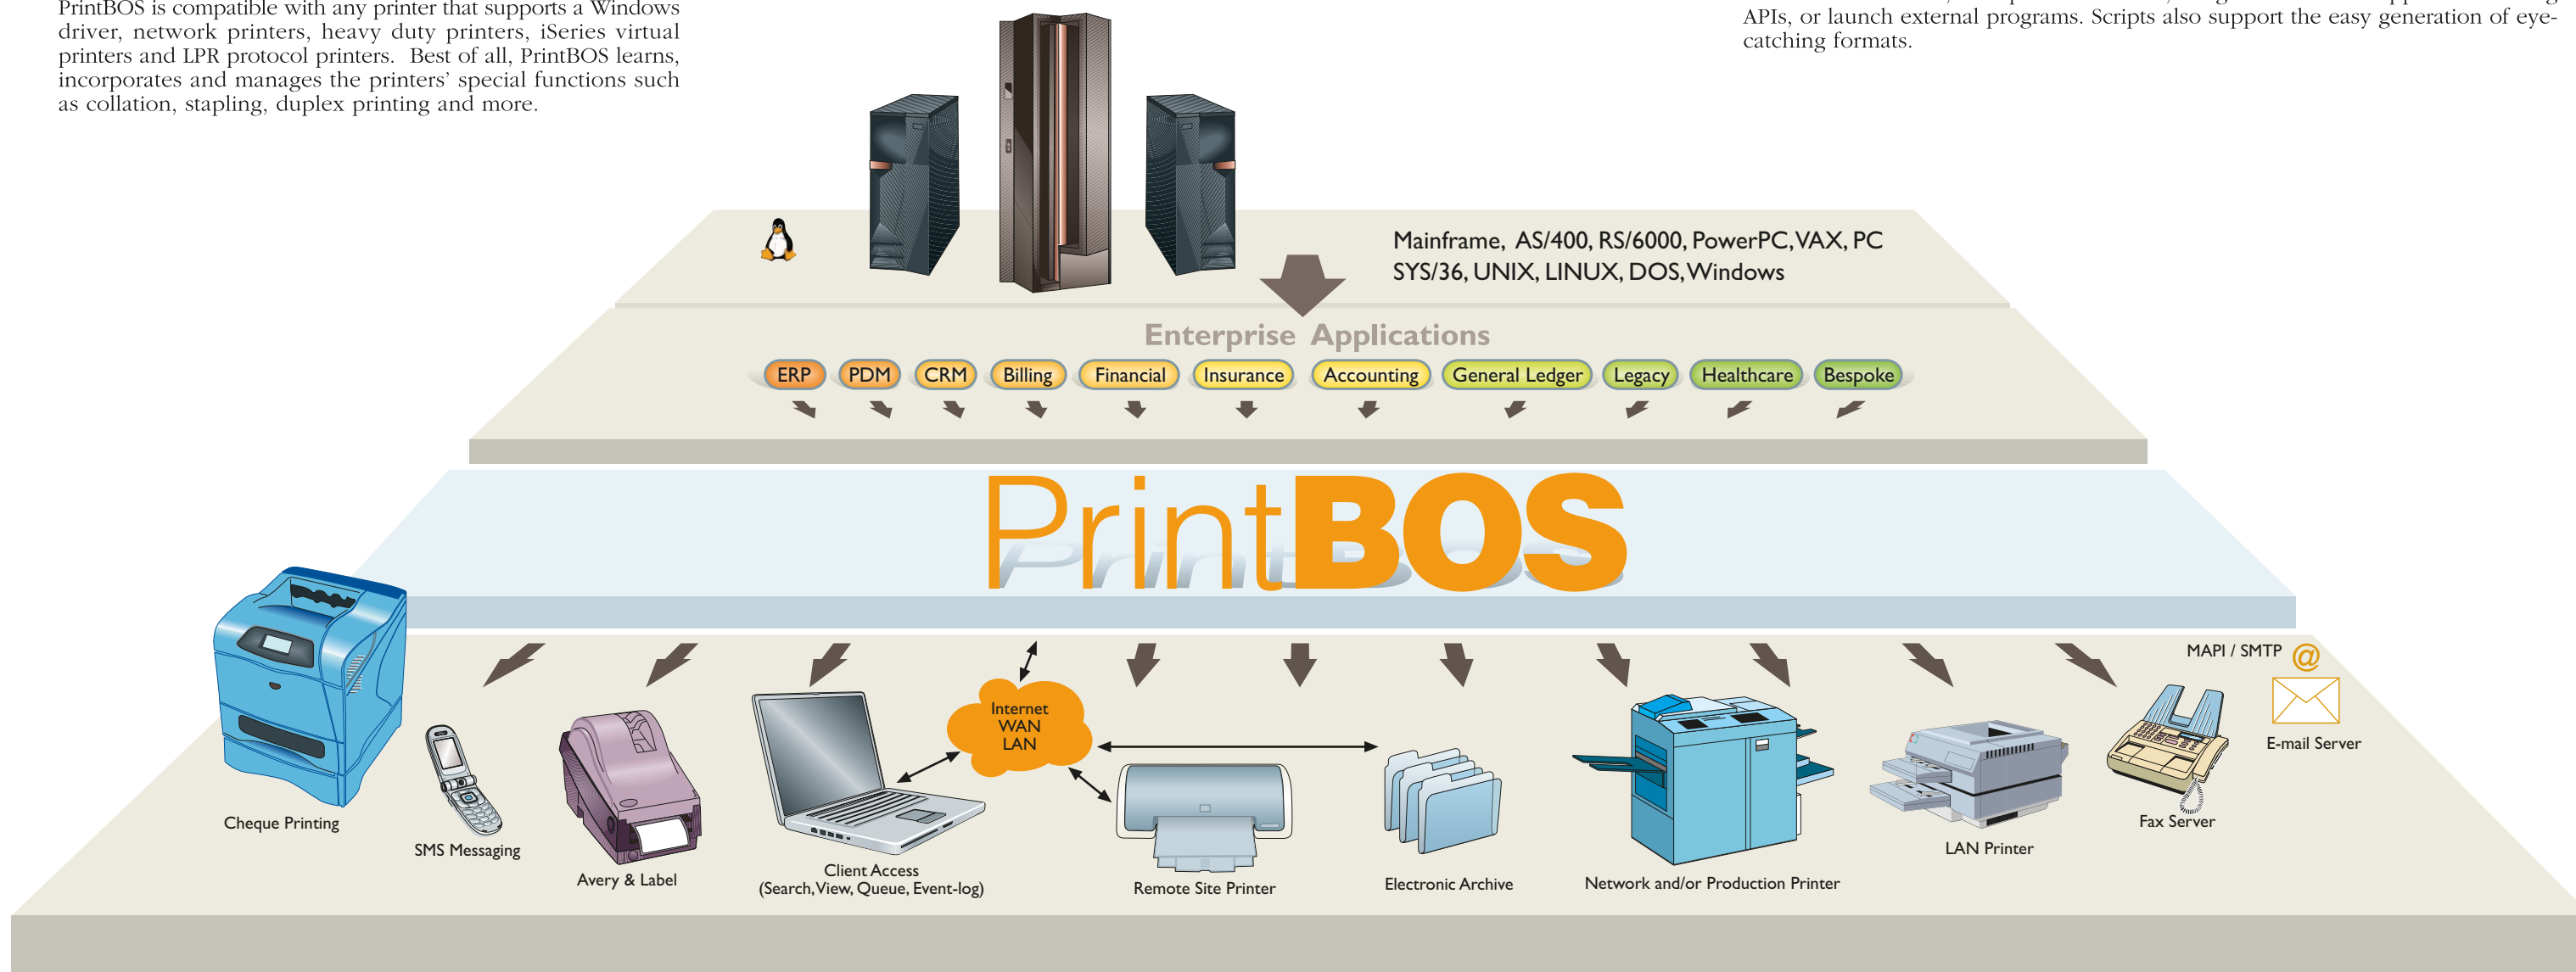 PrintBOS is compatible with any printer that supports a Windows
driver, network printers, heavy duty printers, iSeries virtual
printers and LPR protocol printers. Best of all, PrintBOS learns,
incorporates and manages the printers' special functions such
as collation, stapling, duplex printing and more.
APIs, or launch external programs. Scripts also support the easy generation of eye-
catching formats.
Mainframe, AS/400, RS/6000, PowerPC, VAX, PC
SYS/36, UNIX, LINUX, DOS, Windows
Enterprise Applications
ERP PDM CRM Billing Financial Insurance Accounting General Ledger Legacy Healthcare Bespoke
PrintBOS
MAPI / SMTP @
Internet
WAN
LAN
E-mail Server
Cheque Printing
Fax Server
SMS Messaging
LAN Printer
Avery & Label
Client Access
(Search, View, Queue, Event-log)
Remote Site Printer
Electronic Archive
Network and/or Production Printer